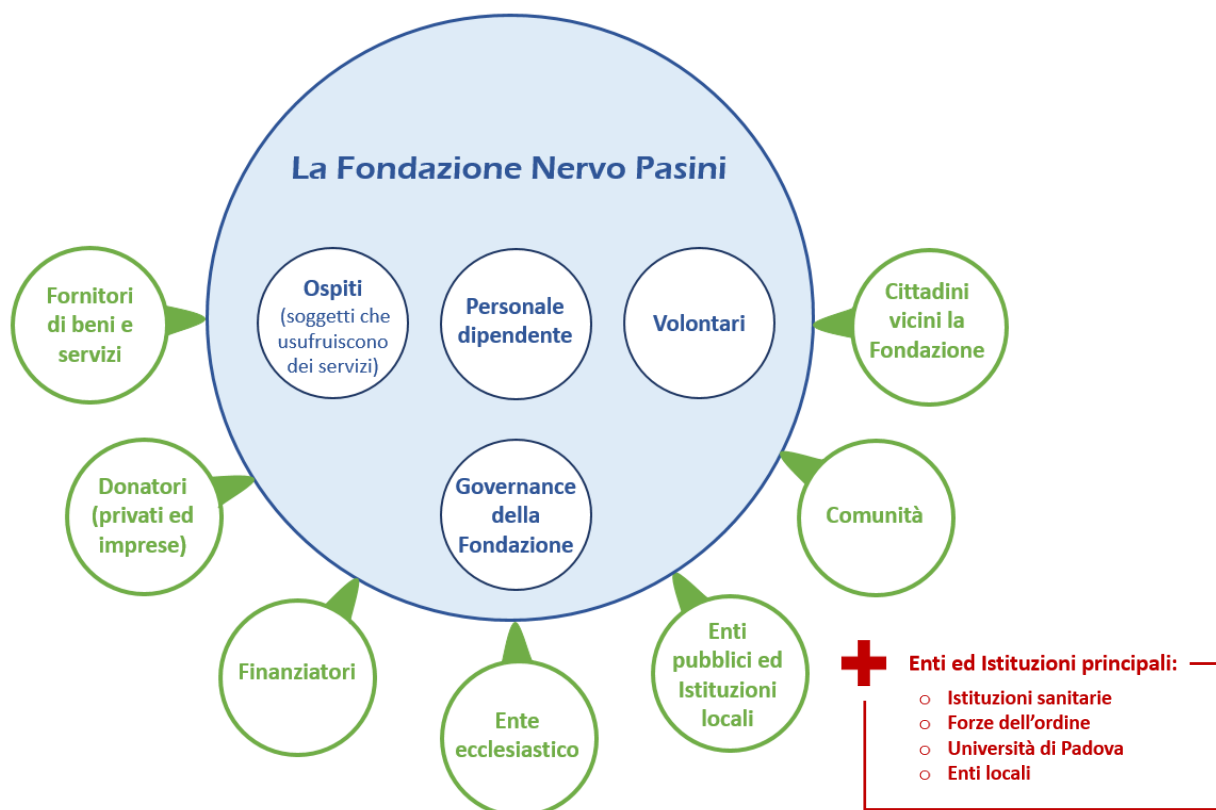 La Fondazione Nervo Pasini
Fornitori
di beni e
servizi
Ospiti
(soggetti che
usufruiscono
dei servizi)
Personale
dipendente
Volontari
Cittadini
vicini la
Fondazione
Donatori
(privati ed
imprese)
Governance
della
Fondazione
Comunità
Finanziatori
Ente
ecclesiastico
Enti
pubblici ed
Istituzioni
locali
Enti ed Istituzioni principali:
o Istituzioni sanitarie
o Forze dell’ordine
o Università di Padova
o Enti locali